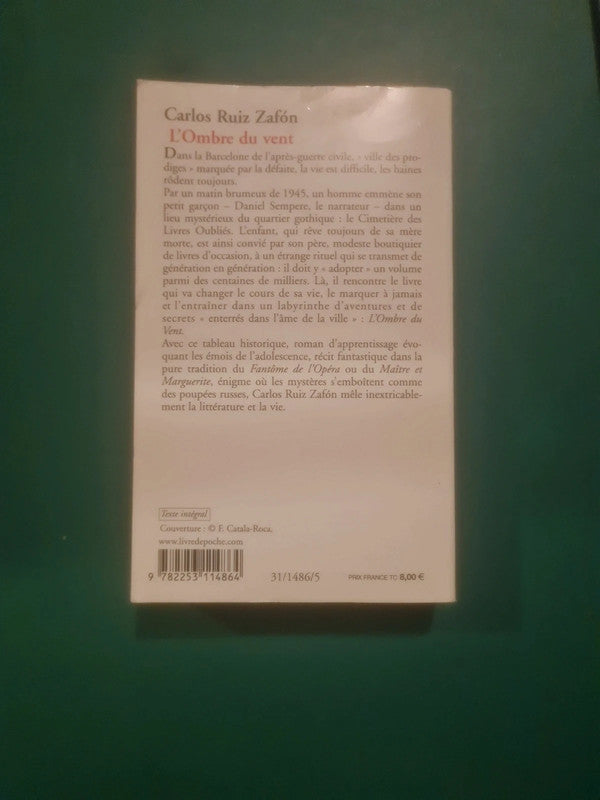 Carlos Ruiz Zafón
L'Ombre du vent
Dans la Barcelone de l'après-guerre civile, « ville des pro-
diges » marquée par la défaite, la vie est difficile, les haines
rôdent toujours.
Par un matin brumeux de 1945, un homme emmène son
petit garçon – Daniel Sempere, le narrateur – dans un
lieu mystérieux du quartier gothique : le Cimetière des
Livres Oubliés. L'enfant, qui rêve toujours de sa mère
morte, est ainsi convié par son père, modeste boutiquier
de livres d'occasion, à un étrange rituel qui se transmet de
génération en génération : il doit y « adopter » un volume
parmi des centaines de milliers. Là, il rencontre le livre
qui va changer le cours de sa vie, le marquer à jamais
et l'entraîner dans un labyrinthe d'aventures et de
secrets « enterrés dans l'âme de la ville » : L'Ombre du
Vent.
Avec ce tableau historique, roman d'apprentissage évo-
quant les émois de l'adolescence, récit fantastique dans la
pure tradition du Fantôme de l'Opéra ou du Maître et
Marguerite, énigme où les mystères s'emboîtent comme
des poupées russes, Carlos Ruiz Zafón mêle inextricable-
ment la littérature et la vie.
Texte intégral
Couverture : © F. Catala-Roca.
www.livredepoche.com
9 782253 114864
31/1486/5
PRIX FRANCE TC 8,00 €